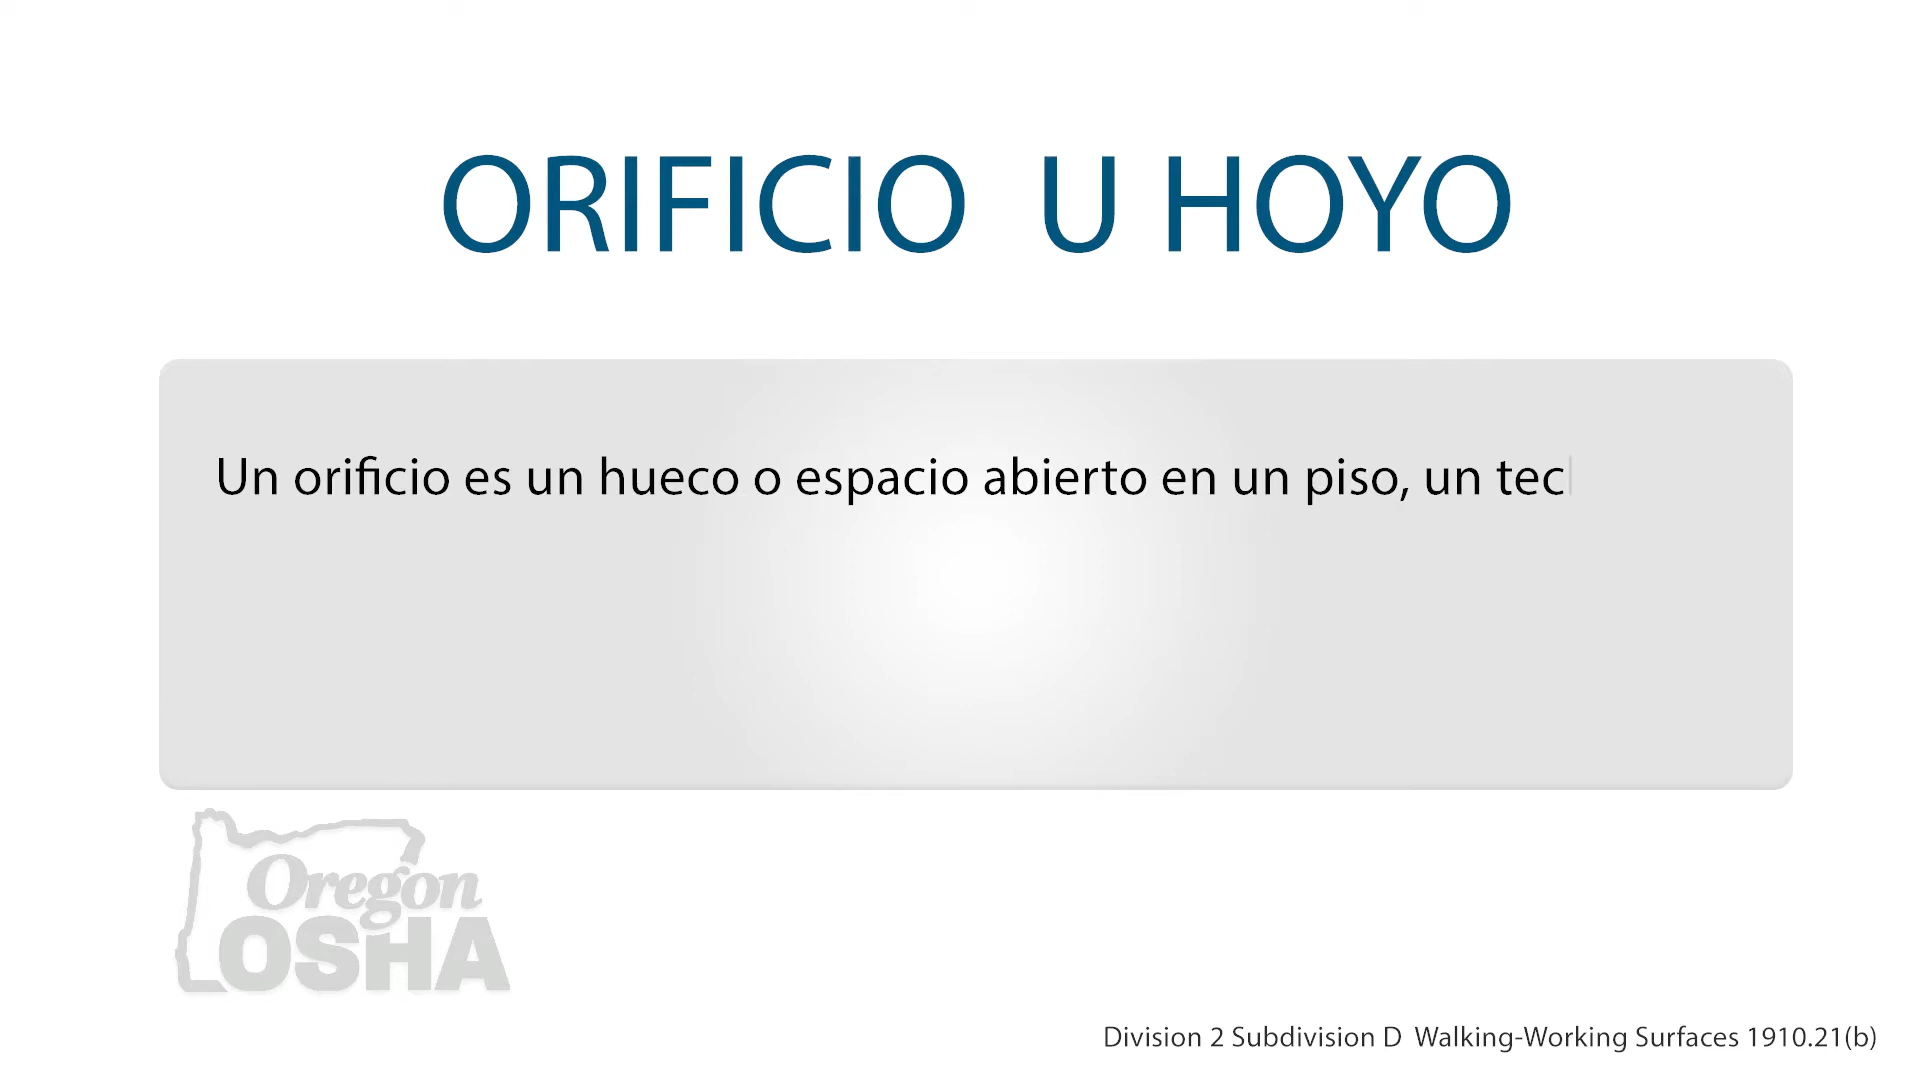 ORIFICIO U HOYO
Un orificio es un hueco o espacio abierto en un piso, un tec
Oregon
OSHA
Division 2 Subdivision D Walking-Working Surfaces 1910.21(b)